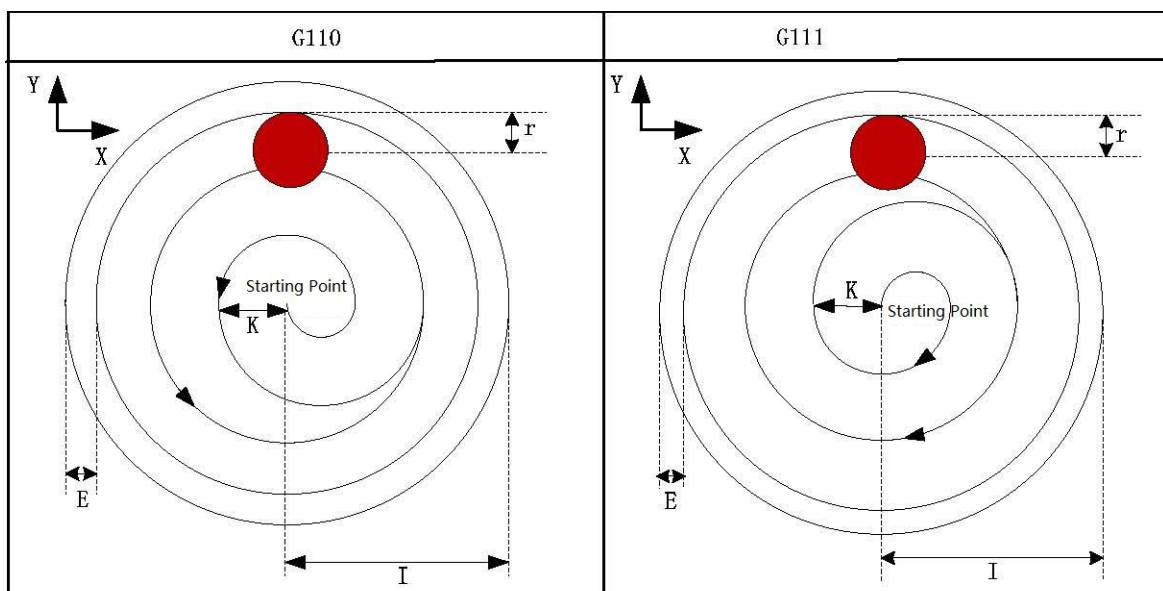 G110
G111
Y
X
r
Starting Point
K
E
I
Y
X
r
K
Starting Point
E
I